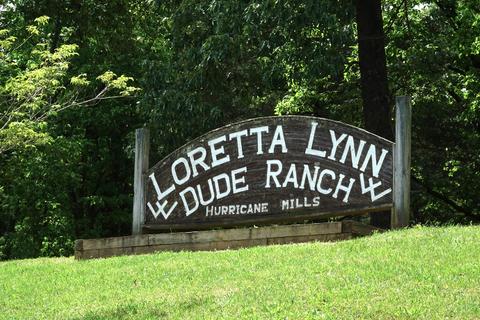 LORETTA LYNN
DUDE RANCH
HURRICANE MILLS